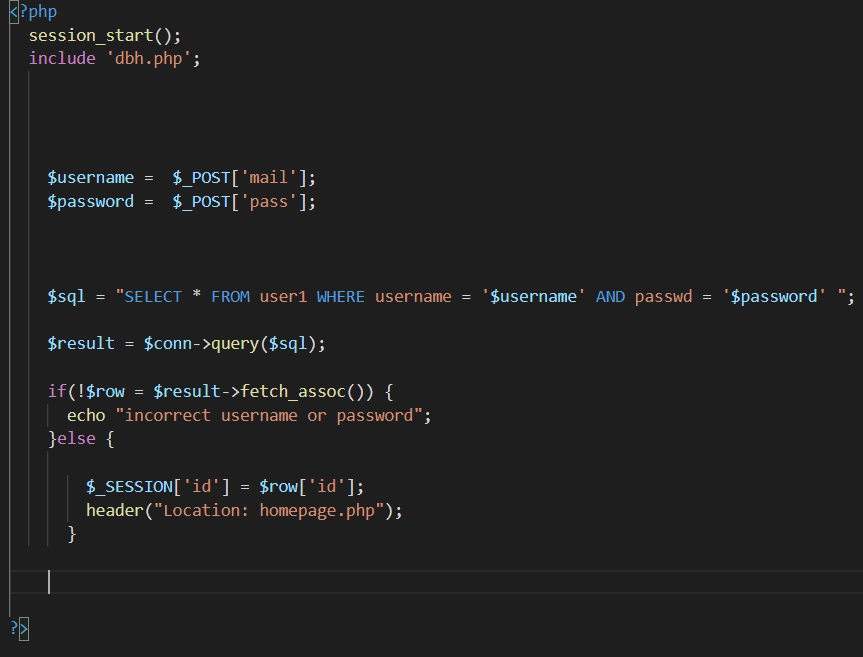 <?php
session_start();
include 'dbh.php';
$username =  $_POST['mail'];
$password =  $_POST['pass'];
$sql = "SELECT * FROM user1 WHERE username = '$username' AND passwd = '$password' ";
$result = $conn->query($sql);
if(!$row = $result->fetch_assoc()) {
echo "incorrect username or password";
}else {
$_SESSION['id'] = $row['id'];
header("Location: homepage.php");
}
?>